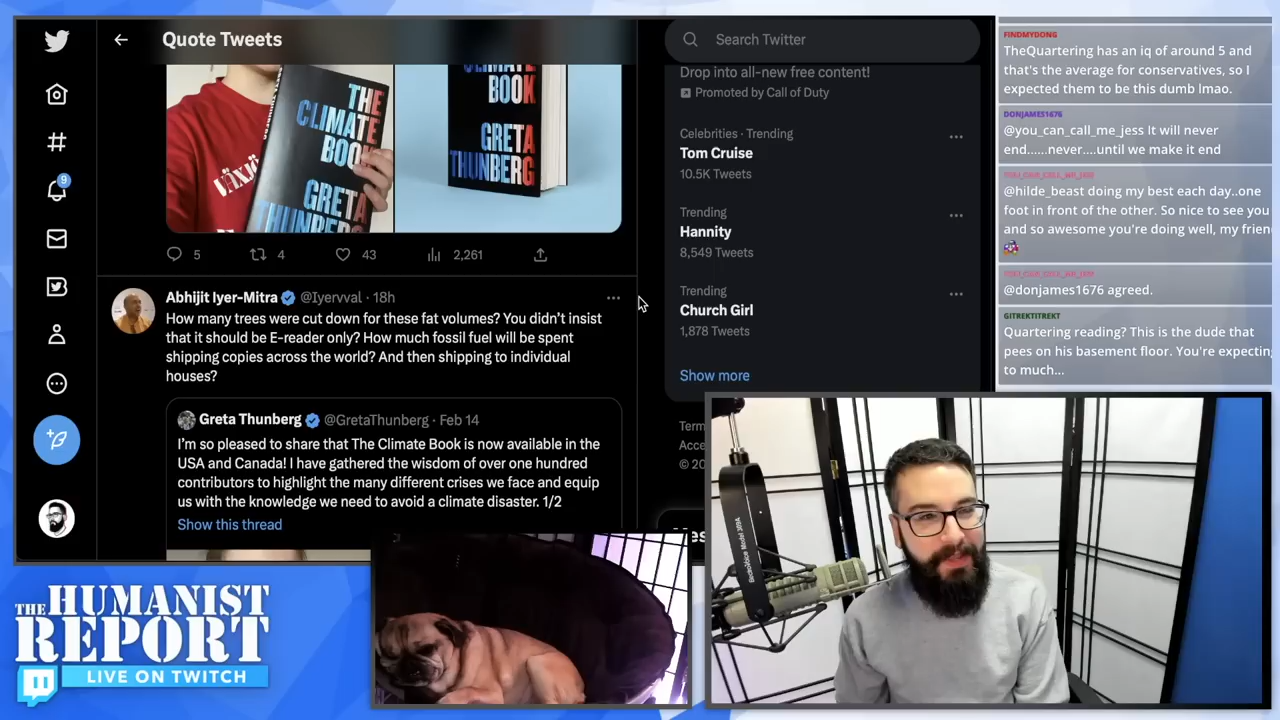 Quote Tweets
THE
CLIMATE
BOOK
GRETA
THUNBERG
CLIMATE
BOOK
GRETA
THUNBERG
VÄXJÖ
5
4
43
2,261
Abhijit Iyer-Mitra @Iyervval · 18h
How many trees were cut down for these fat volumes? You didn't insist
that it should be E-reader only? How much fossil fuel will be spent
shipping copies across the world? And then shipping to individual
houses?
Greta Thunberg @GretaThunberg · Feb 14
I'm so pleased to share that The Climate Book is now available in the
USA and Canada! I have gathered the wisdom of over one hundred
contributors to highlight the many different crises we face and equip
us with the knowledge we need to avoid a climate disaster. 1/2
Show this thread
9
Search Twitter
Drop into all-new free content!
Promoted by Call of Duty
Celebrities · Trending
Tom Cruise
10.5K Tweets
Trending
Hannity
8,549 Tweets
Trending
Church Girl
1,878 Tweets
Show more
Term
Acce
© 20
Mes
FINDMYDONG
TheQuartering has an iq of around 5 and
that's the average for conservatives, so I
expected them to be this dumb lmao.
DONJAMES1676
@you_can_call_me_jess It will never
end......never....until we make it end
YOU_CAN_CALL_ME_JESS
@hilde_beast doing my best each day..one
foot in front of the other. So nice to see you
and so awesome you're doing well, my frien
YOU_CAN_CALL_ME_JESS
@donjames1676 agreed.
GITREKTITREKT
Quartering reading? This is the dude that
pees on his basement floor. You're expecting
to much...
THE HUMANIST
REPORT
LIVE ON TWITCH